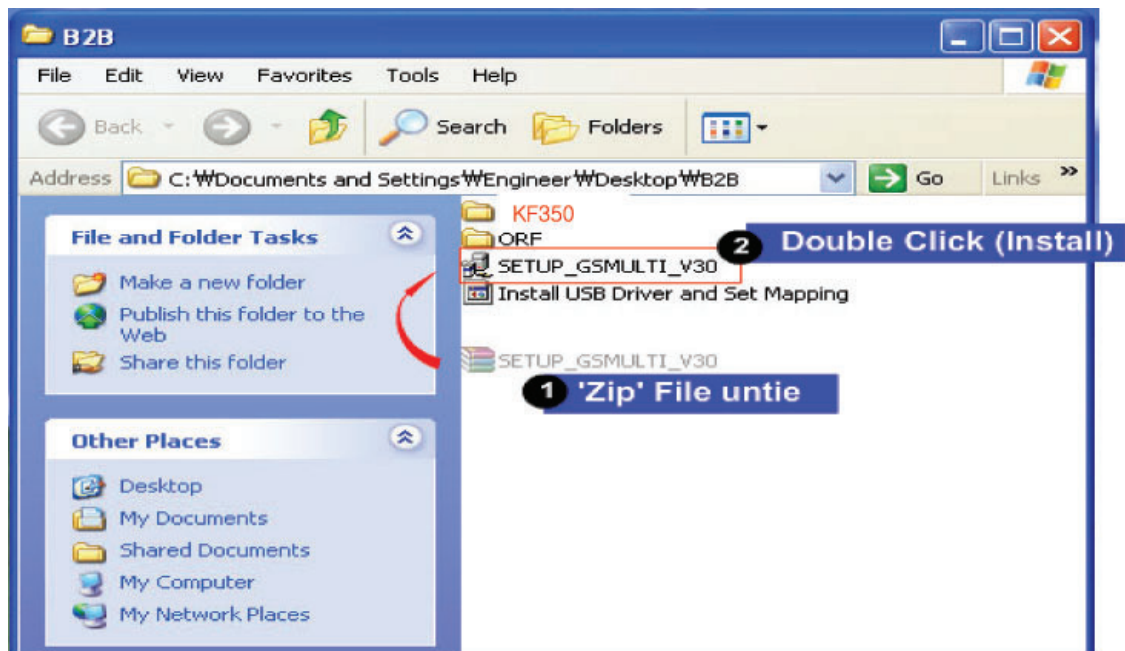 B2B
File Edit View Favorites Tools Help
Back Search Folders
Address C:₩Documents and Settings₩Engineer₩Desktop₩B2B Go Links »
File and Folder Tasks
Make a new folder
Publish this folder to the
Web
Share this folder
Other Places
Desktop
My Documents
Shared Documents
My Computer
My Network Places
KF350
ORF
SETUP_GSMULTI_V30
2 Double Click (Install)
Install USB Driver and Set Mapping
SETUP_GSMULTI_V30
1 'Zip' File untie